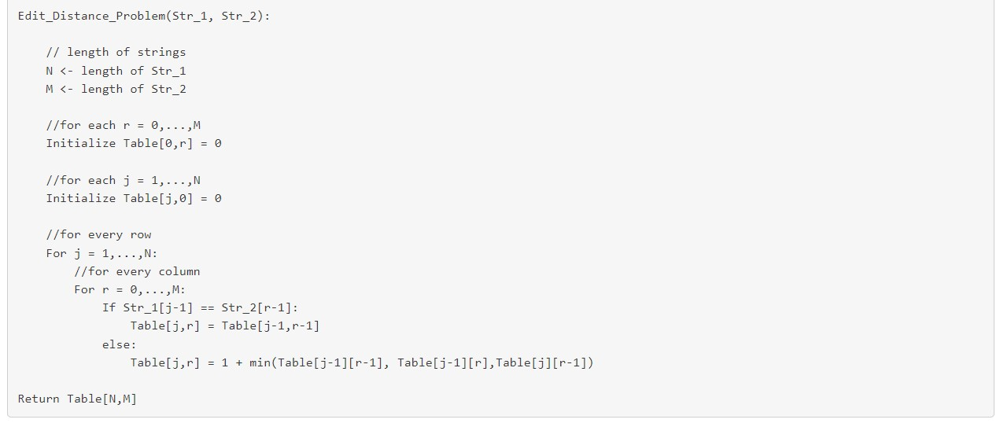 Edit_Distance_Problem(Str_1, Str_2):
// length of strings
N <- length of Str_1
M <- length of Str_2
//for each r = 0,...,M
Initialize Table[0,r] = 0
//for each j = 1,...,N
Initialize Table[j,0] = 0
//for every row
For j = 1,...,N:
//for every column
For r = 0,...,M:
If Str_1[j-1] == Str_2[r-1]:
Table[j,r] = Table[j-1,r-1]
else:
Table[j,r] = 1 + min(Table[j-1][r-1], Table[j-1][r],Table[j][r-1])
Return Table[N,M]